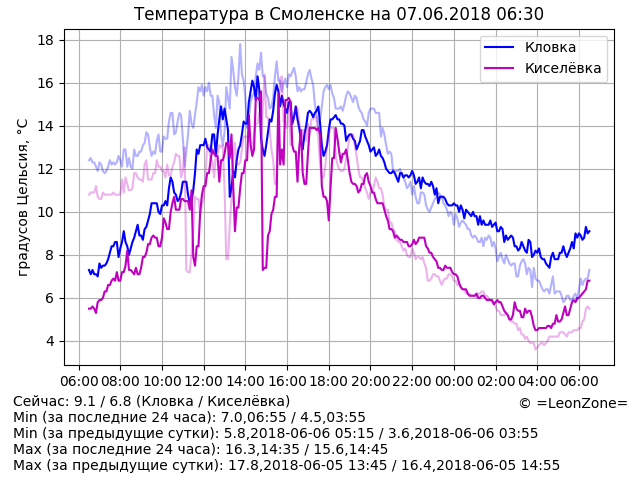 Температура в Смоленске на 07.06.2018 06:30
Кловка
Киселёвка
градусов Цельсия, °C
18
16
14
12
10
8
6
4
06:00 08:00 10:00 12:00 14:00 16:00 18:00 20:00 22:00 00:00 02:00 04:00 06:00
Сейчас: 9.1 / 6.8 (Кловка / Киселёвка)
© =LeonZone=
Min (за последние 24 часа): 7.0,06:55 / 4.5,03:55
Min (за предыдущие сутки): 5.8,2018-06-06 05:15 / 3.6,2018-06-06 03:55
Max (за последние 24 часа): 16.3,14:35 / 15.6,14:45
Max (за предыдущие сутки): 17.8,2018-06-05 13:45 / 16.4,2018-06-05 14:55